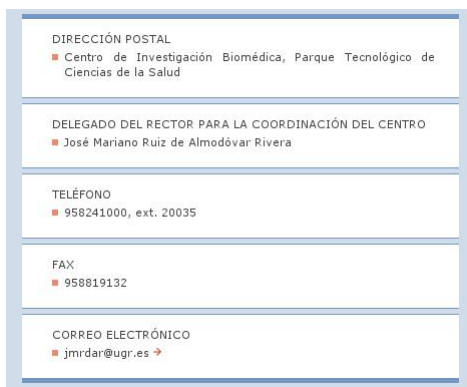 DIRECCIÓN POSTAL
Centro de Investigación Biomédica, Parque Tecnológico de
Ciencias de la Salud
DELEGADO DEL RECTOR PARA LA COORDINACIÓN DEL CENTRO
José Mariano Ruiz de Almodóvar Rivera
TELÉFONO
958241000, ext. 20035
FAX
958819132
CORREO ELECTRÓNICO
jmrdar@ugr.es